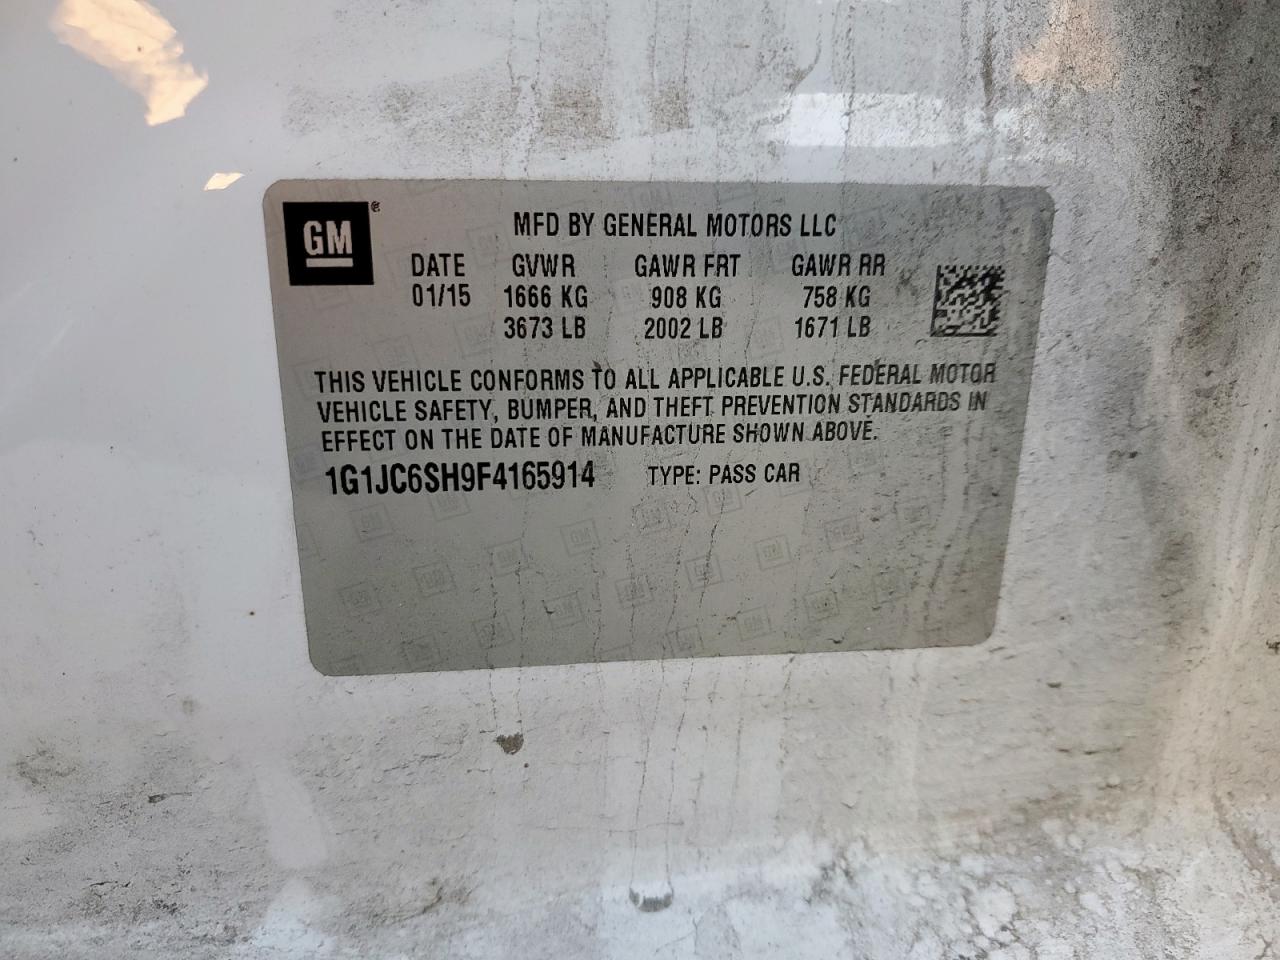 GM®
MFD BY GENERAL MOTORS LLC
DATE GVWR GAWR FRT GAWR RR
01/15 1666 KG 908 KG 758 KG
3673 LB 2002 LB 1671 LB
THIS VEHICLE CONFORMS TO ALL APPLICABLE U.S. FEDERAL MOTOR
VEHICLE SAFETY, BUMPER, AND THEFT PREVENTION STANDARDS IN
EFFECT ON THE DATE OF MANUFACTURE SHOWN ABOVE.
1G1JC6SH9F4165914 TYPE: PASS CAR